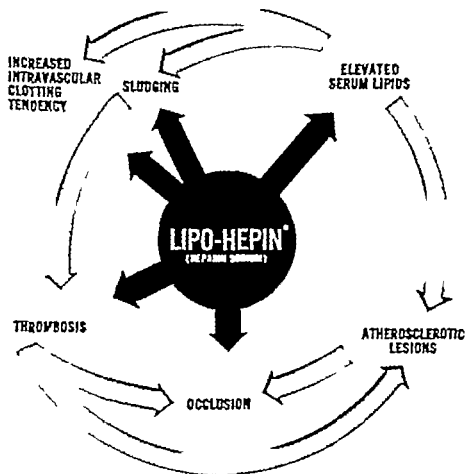 INCREASED
INTRAVASCULAR
CLOTTING
TENDENCY
SLUDGING
ELEVATED
SERUM LIPIDS
LIPO-HEPIN*
(HEPARIN SODIUM)
THROMBOSIS
ATHEROSCLEROTIC
LESIONS
OCCLUSION